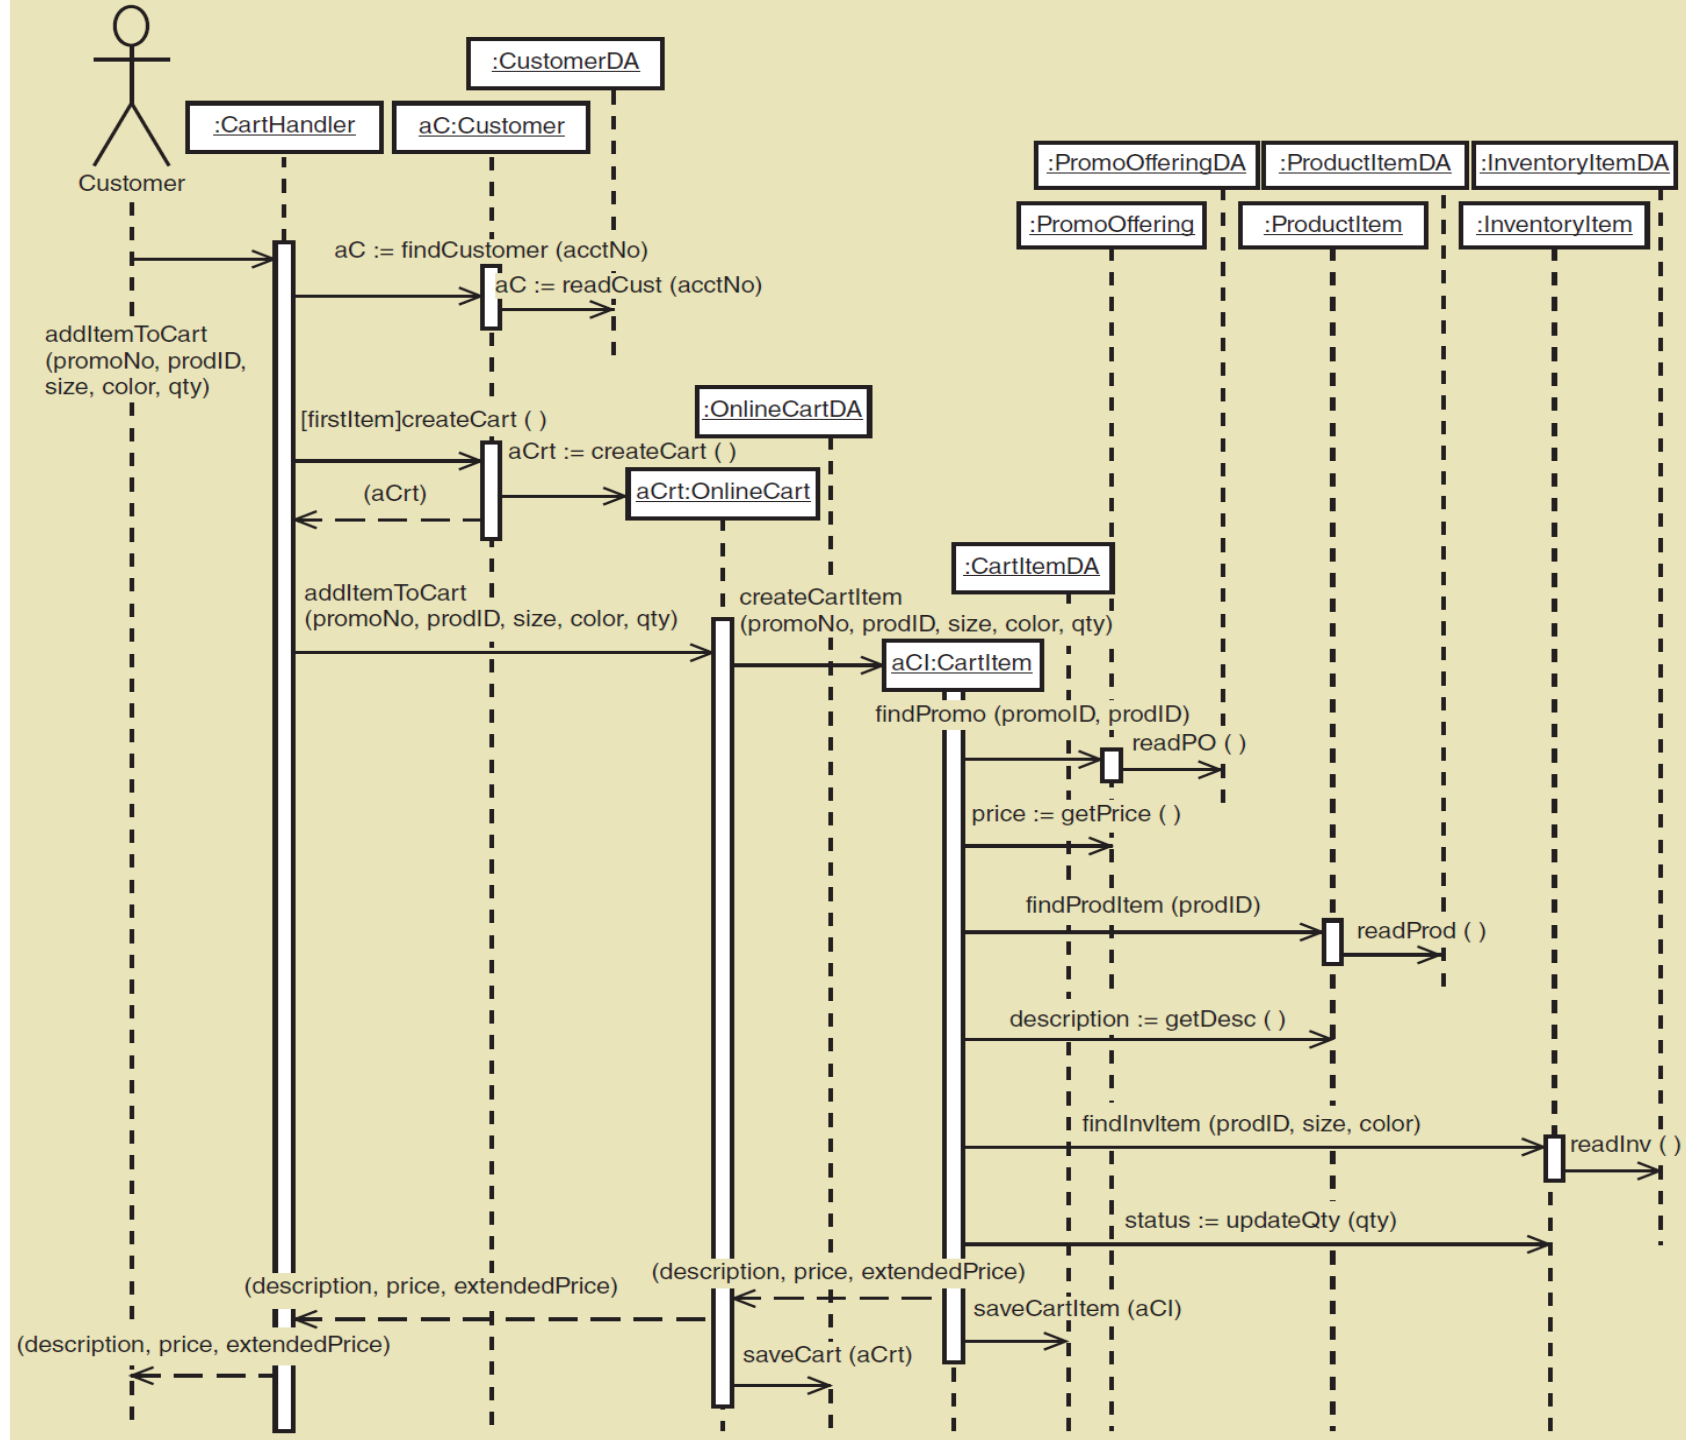 :CustomerDA
:CartHandler
aC:Customer
:PromoOfferingDA
:ProductItemDA
:InventoryItemDA
Customer
:PromoOffering
:ProductItem
:InventoryItem
aC := findCustomer (acctNo)
aC := readCust (acctNo)
addItemToCart
(promoNo, prodID,
size, color, qty)
:OnlineCartDA
[firstItem]createCart ( )
aCrt := createCart ( )
(aCrt)
aCrt:OnlineCart
:CartItemDA
addItemToCart
(promoNo, prodID, size, color, qty)
createCartItem
(promoNo, prodID, size, color, qty)
aCI:CartItem
findPromo (promoID, prodID)
readPO ( )
price := getPrice ( )
findProdItem (prodID)
readProd ( )
description := getDesc ( )
findInvItem (prodID, size, color)
readInv ( )
status := updateQty (qty)
(description, price, extendedPrice)
(description, price, extendedPrice)
saveCartItem (aCI)
(description, price, extendedPrice)
saveCart (aCrt)